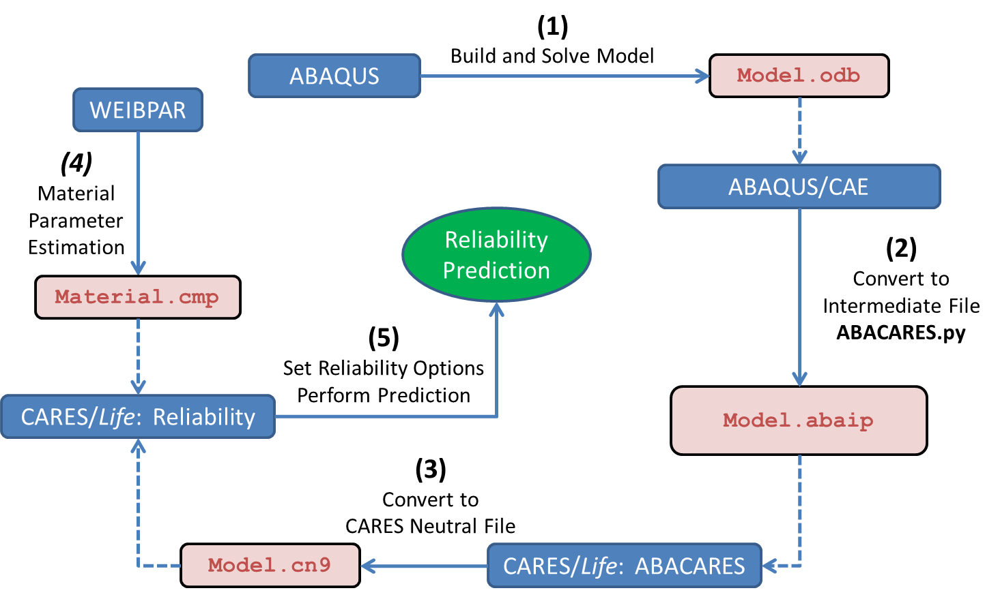 (1)
Build and Solve Model
ABAQUS
Model.odb
WEIBPAR
(4)
Material
Parameter
Estimation
ABAQUS/CAE
Reliability
Prediction
(2)
Convert to
Intermediate File
ABACARES.py
Material.cmp
(5)
Set Reliability Options
Perform Prediction
CARES/Life: Reliability
Model.abaip
(3)
Convert to
CARES Neutral File
Model.cn9
CARES/Life: ABACARES